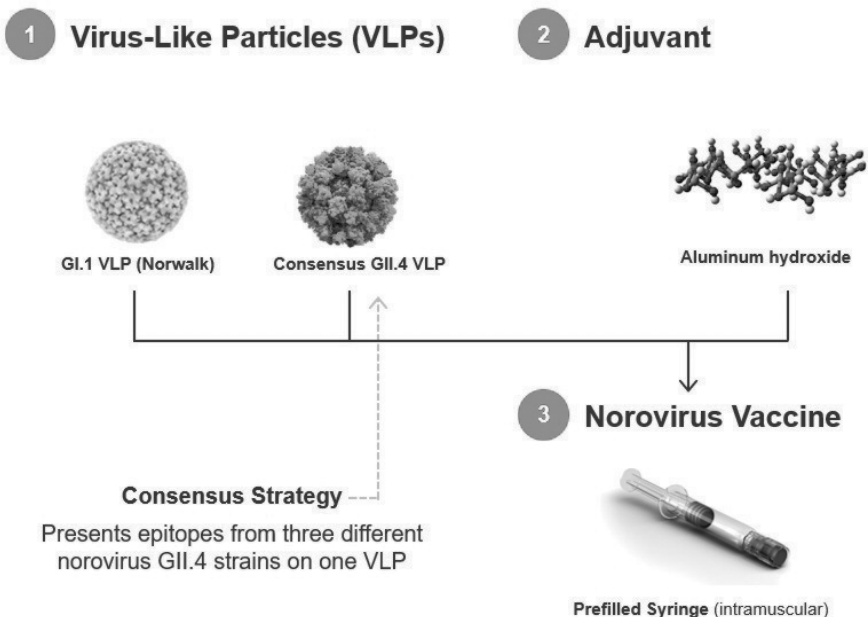 1 Virus-Like Particles (VLPs)
2 Adjuvant
GI.1 VLP (Norwalk)
Consensus GII.4 VLP
Aluminum hydroxide
3 Norovirus Vaccine
Consensus Strategy
Presents epitopes from three different
norovirus GII.4 strains on one VLP
Prefilled Syringe (intramuscular)